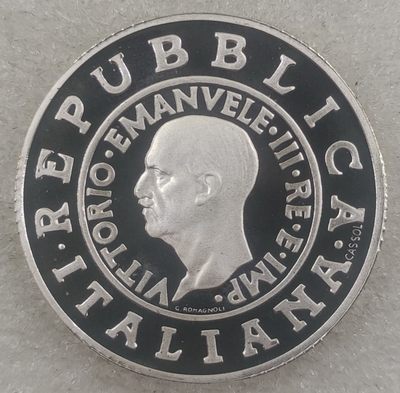 REPUBBLICA
·ITALIANA·
VITTORIO·EMANVELE·III·RE·E·IMP·
G. ROMAGNOLI
CASSOL